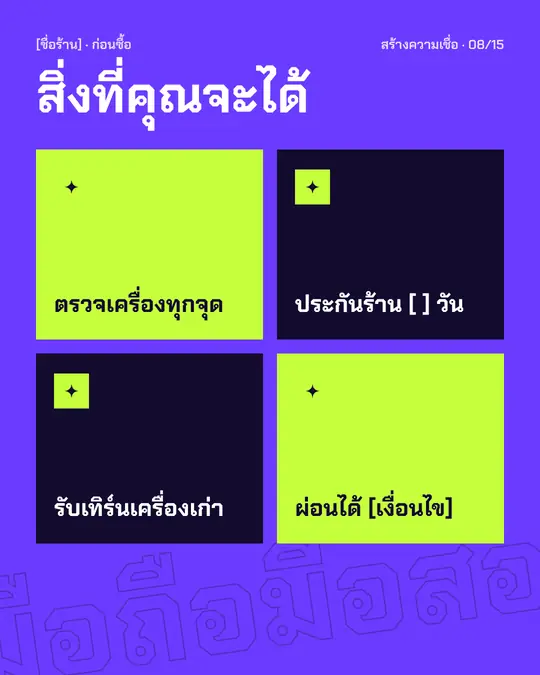 [ชื่อร้าน] · ก่อนซื้อ
สร้างความเชื่อ · 08/15
สิ่งที่คุณจะได้
ตรวจเครื่องทุกจุด
ประกันร้าน [ ] วัน
รับเทิร์นเครื่องเก่า
ผ่อนได้ [เงื่อนไข]
มือถือมือสอ